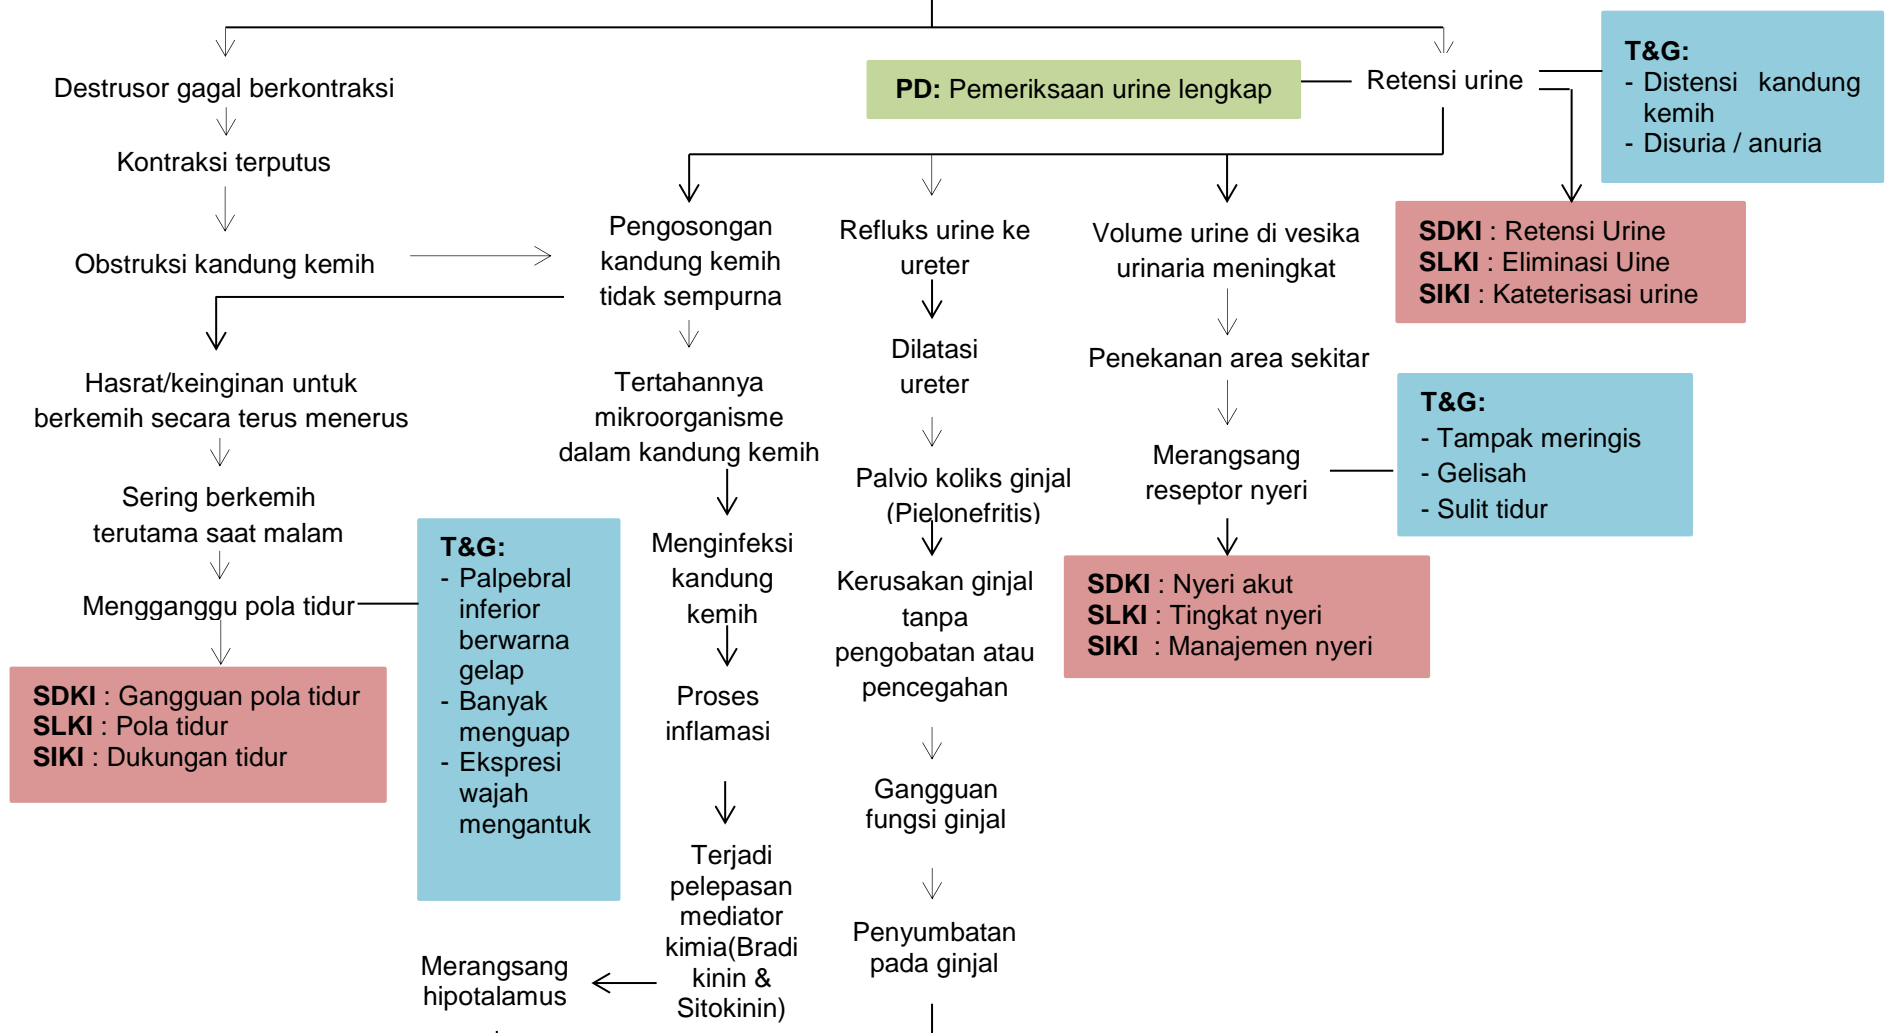 Destrusor gagal berkontraksi
Kontraksi terputus
Obstruksi kandung kemih
PD: Pemeriksaan urine lengkap
Retensi urine
T&G:
- Distensi kandung
kemih
- Disuria / anuria
SDKI : Retensi Urine
SLKI : Eliminasi Uine
SIKI : Kateterisasi urine
Pengosongan
kandung kemih
tidak sempurna
Refluks urine ke
ureter
Volume urine di vesika
urinaria meningkat
Hasrat/keinginan untuk
berkemih secara terus menerus
Sering berkemih
terutama saat malam
Mengganggu pola tidur
SDKI : Gangguan pola tidur
SLKI : Pola tidur
SIKI : Dukungan tidur
T&G:
- Palpebral
inferior
berwarna
gelap
- Banyak
menguap
- Ekspresi
wajah
mengantuk
Tertahannya
mikroorganisme
dalam kandung kemih
Menginfeksi
kandung
kemih
Proses
inflamasi
Terjadi
pelepasan
mediator
kimia(Bradi
kinin &
Sitokinin)
Merangsang
hipotalamus
Dilatasi
ureter
Palvio koliks ginjal
(Pielonefritis)
Kerusakan ginjal
tanpa
pengobatan atau
pencegahan
Gangguan
fungsi ginjal
Penyumbatan
pada ginjal
Penekanan area sekitar
Merangsang
reseptor nyeri
T&G:
- Tampak meringis
- Gelisah
- Sulit tidur
SDKI : Nyeri akut
SLKI : Tingkat nyeri
SIKI : Manajemen nyeri